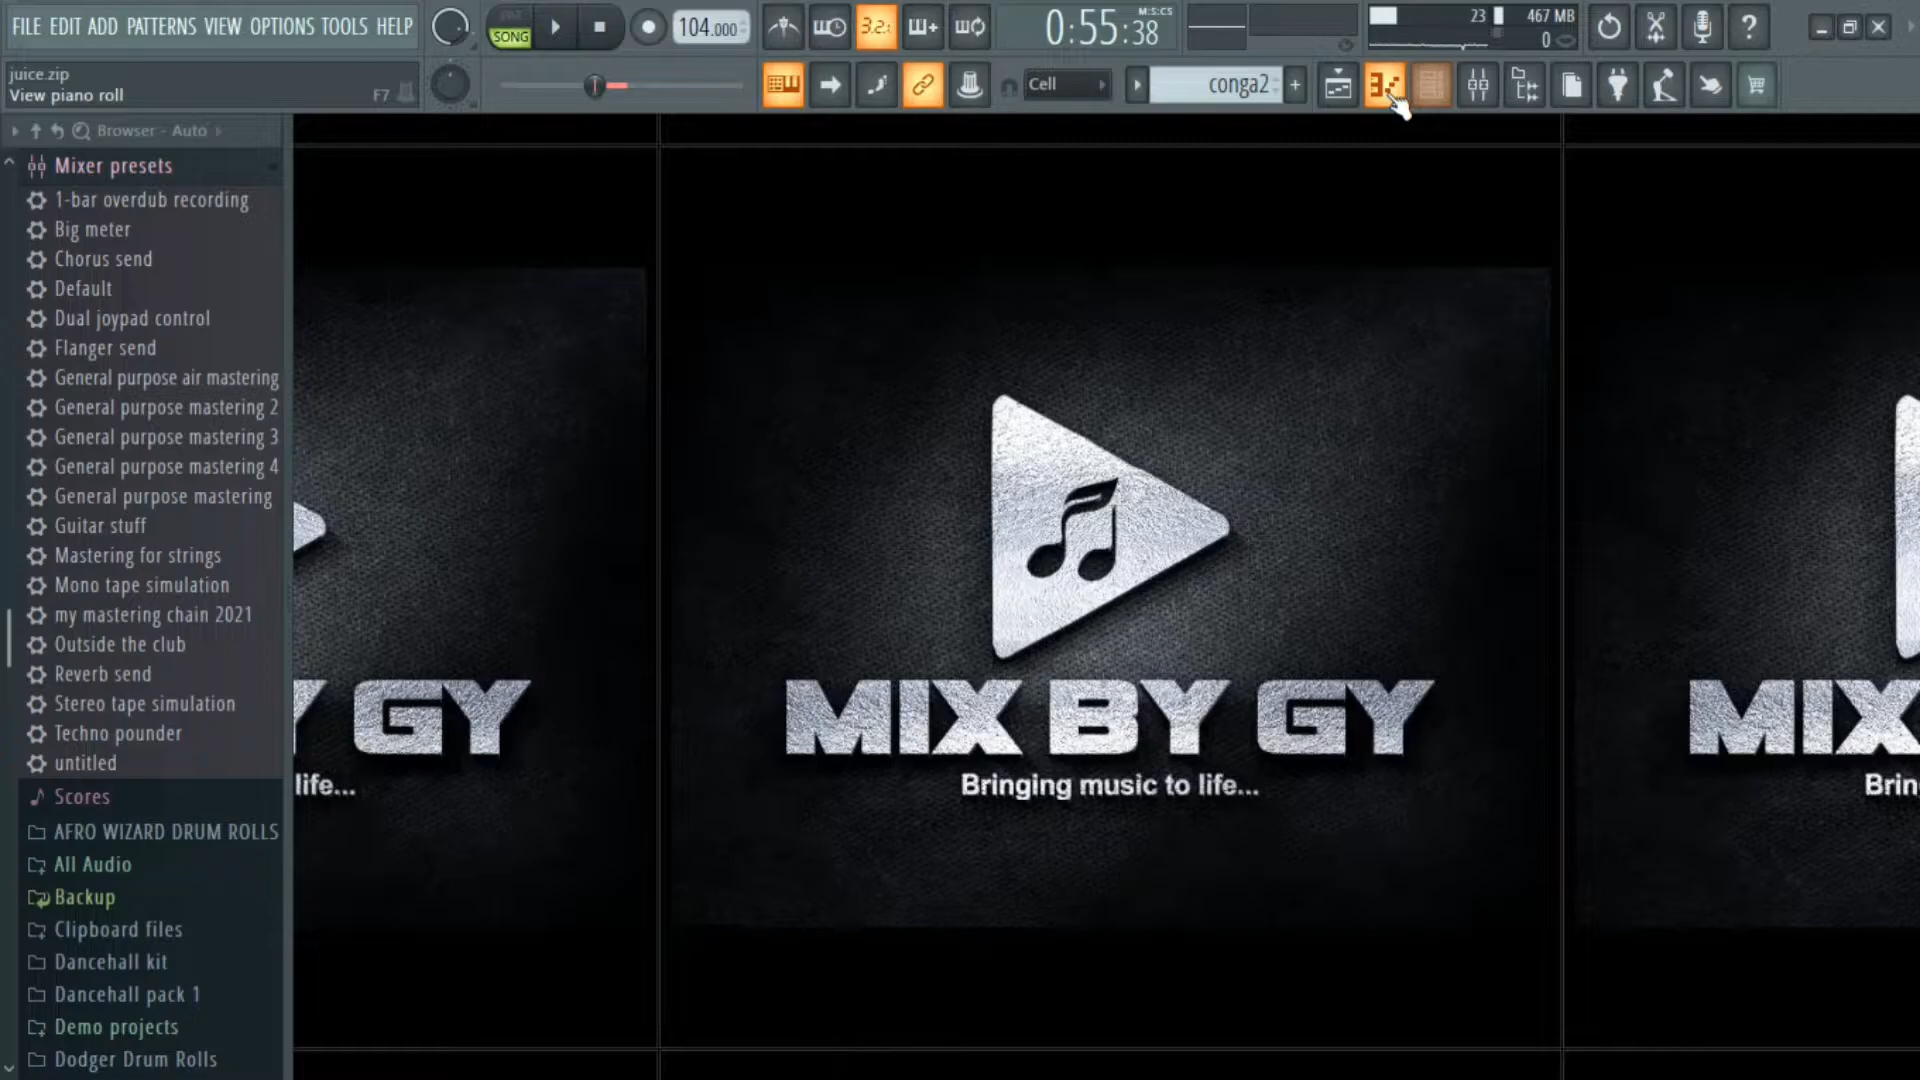 FILE EDIT ADD PATTERNS VIEW OPTIONS TOOLS HELP
SONG
104.000
3.2.1
0:55:38
M:S:CS
23
467 MB
0
juice.zip
View piano roll
F7
Cell
conga2
Browser - Auto
Mixer presets
1-bar overdub recording
Big meter
Chorus send
Default
Dual joypad control
Flanger send
General purpose air mastering
General purpose mastering 2
General purpose mastering 3
General purpose mastering 4
General purpose mastering
Guitar stuff
Mastering for strings
Mono tape simulation
my mastering chain 2021
Outside the club
Reverb send
Stereo tape simulation
Techno pounder
untitled
Scores
AFRO WIZARD DRUM ROLLS
All Audio
Backup
Clipboard files
Dancehall kit
Dancehall pack 1
Demo projects
Dodger Drum Rolls
Y GY
life...
MIX BY GY
Bringing music to life...
MIX
Brin